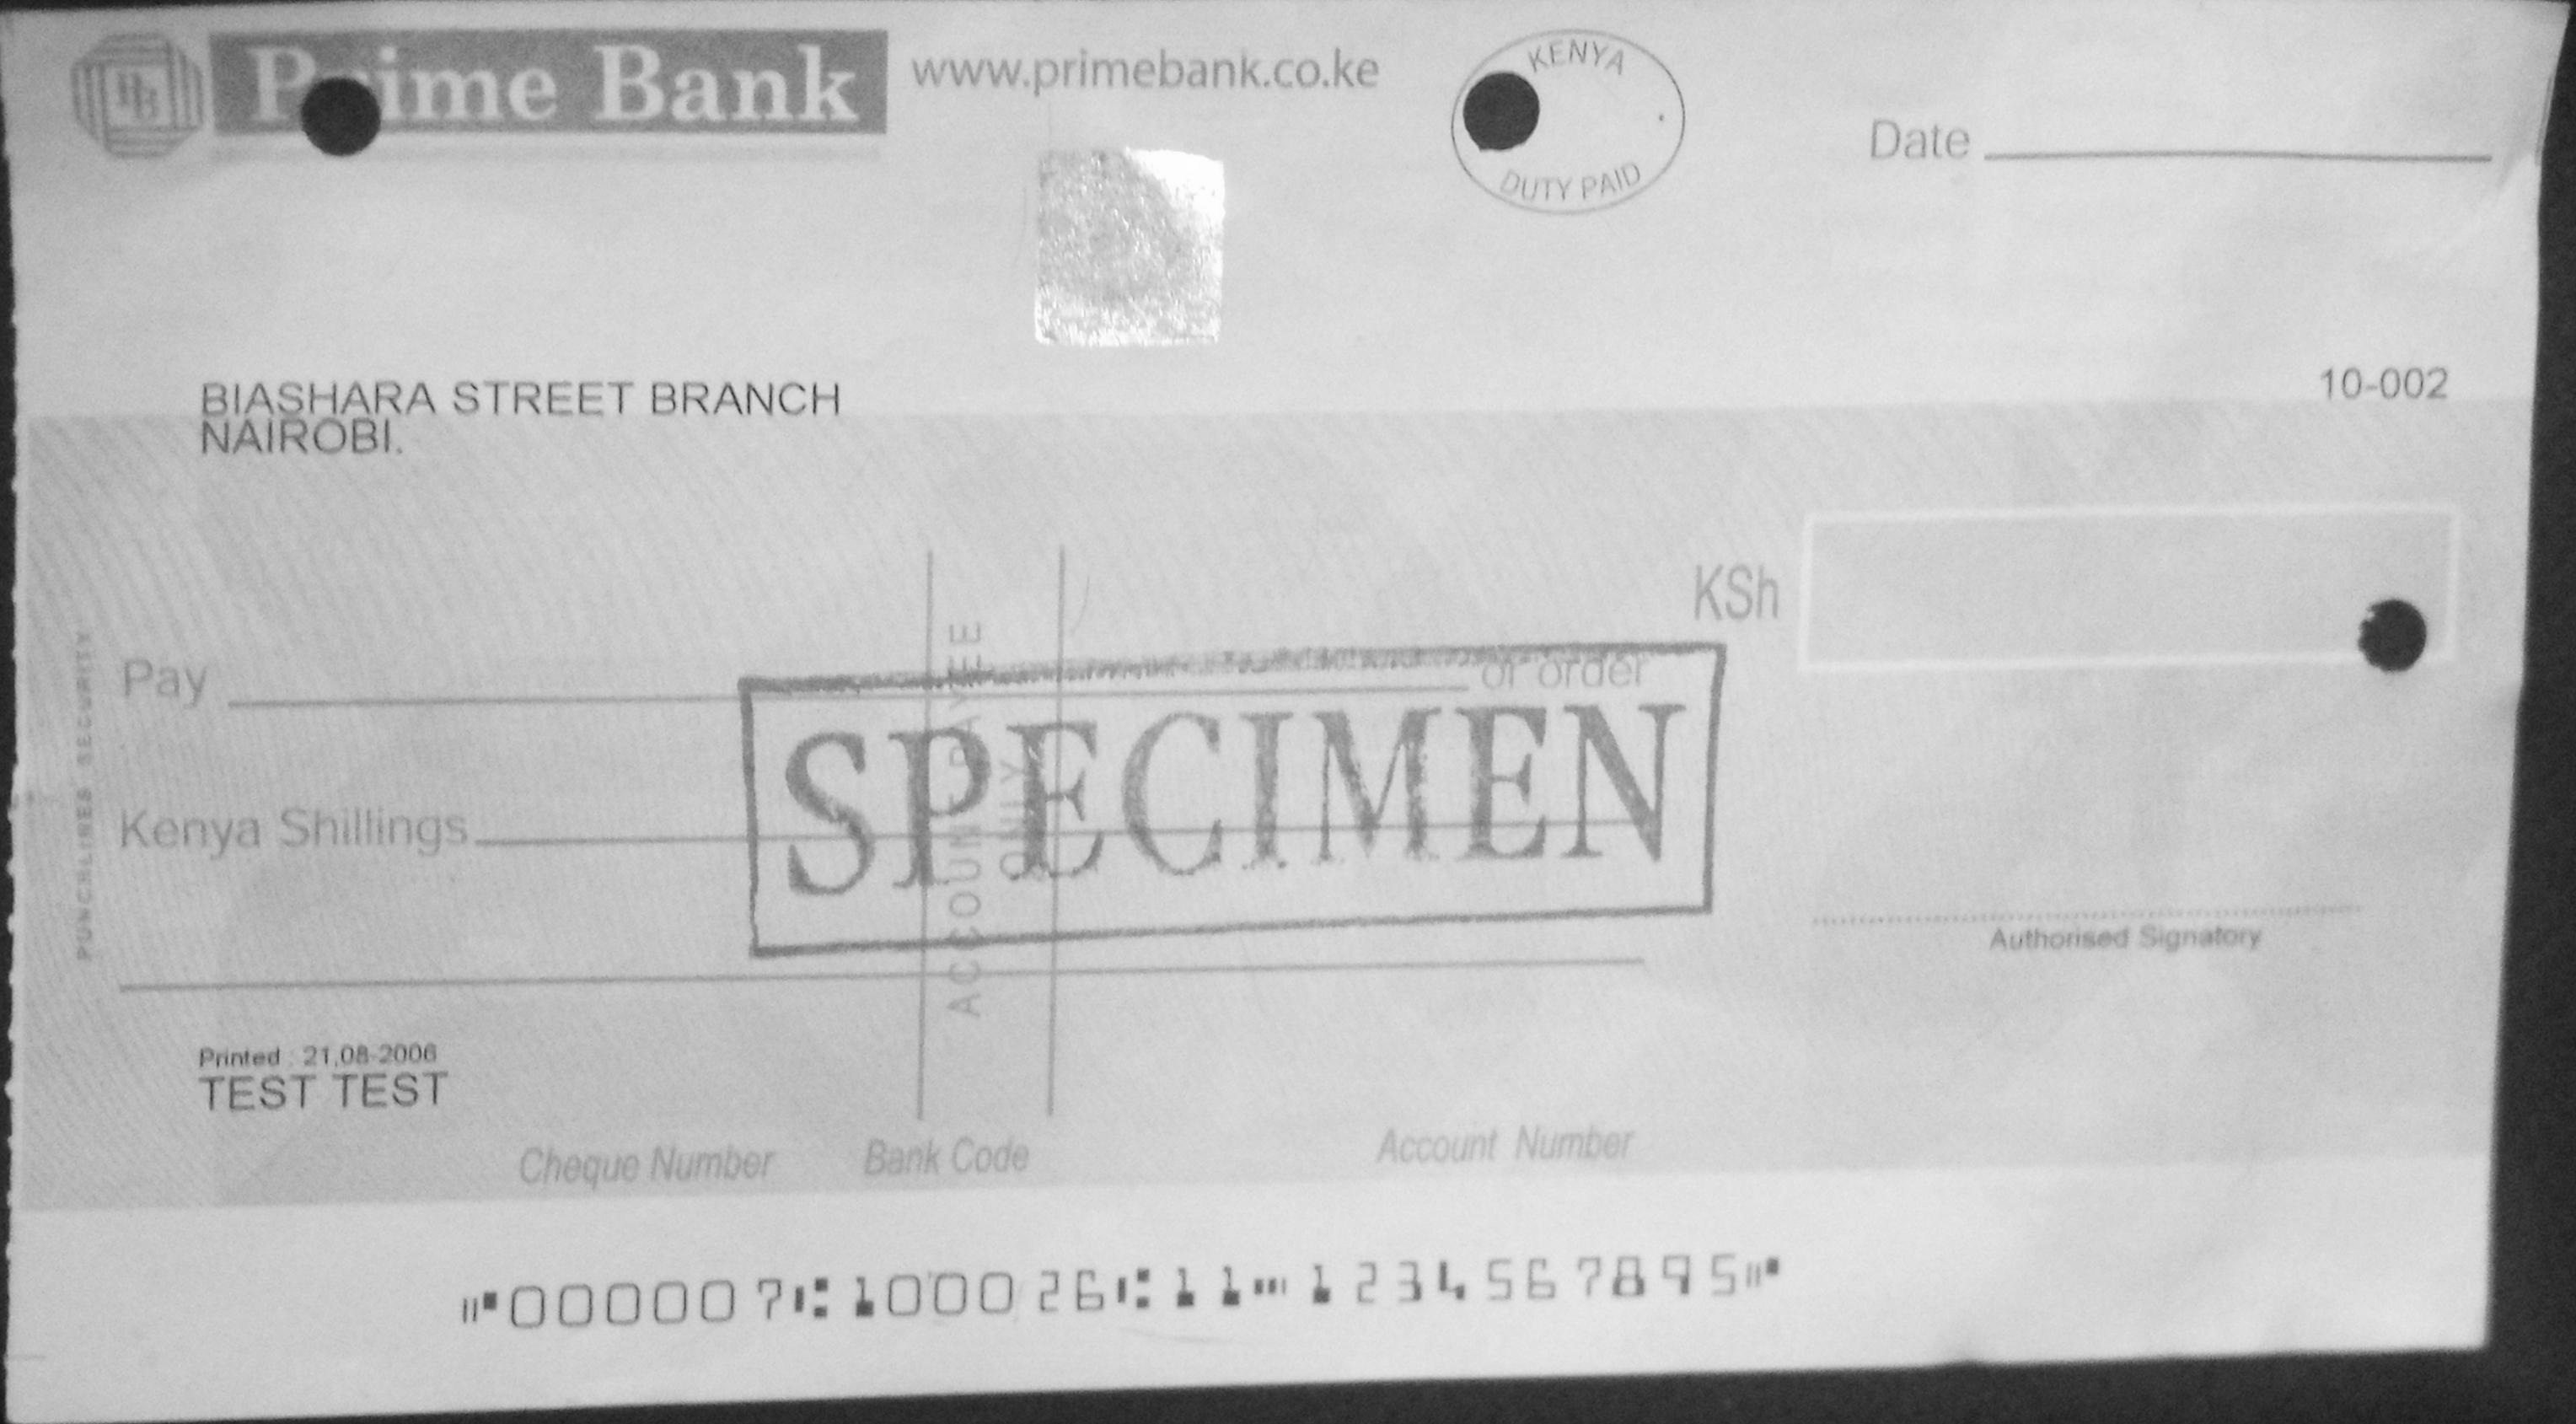 Prime Bank www.primebank.co.ke
KENYA
DUTY PAID
Date
BIASHARA STREET BRANCH
NAIROBI.
10-002
KSh
Pay or order
SPECIMEN
ACCOUNT PAYEE
ONLY
Kenya Shillings
PUNCHLINES SECURITY
Authorised Signatory
Printed : 21,08-2006
TEST TEST
Cheque Number Bank Code Account Number
⑈000007⑆100026⑆11⑉1234567895⑈